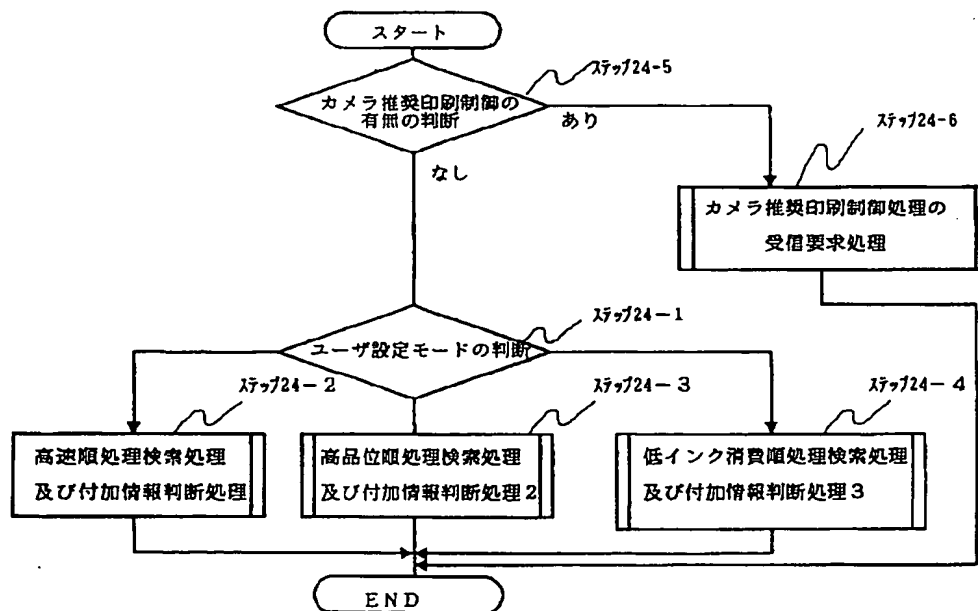 スタート
ステップ24-5
カメラ推奨印刷制御の
有無の判断
あり
なし
ステップ24-6
カメラ推奨印刷制御処理の
受信要求処理
ステップ24-1
ユーザ設定モードの判断
ステップ24-2
ステップ24-3
ステップ24-4
高速順処理検索処理
及び付加情報判断処理
高品位順処理検索処理
及び付加情報判断処理2
低インク消費順処理検索処理
及び付加情報判断処理3
END